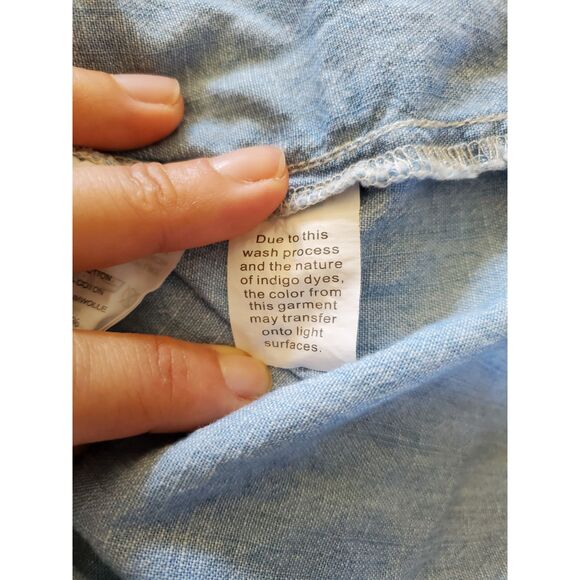 Due to this
wash process
and the nature
of indigo dyes,
the color from
this garment
may transfer
onto light
surfaces.